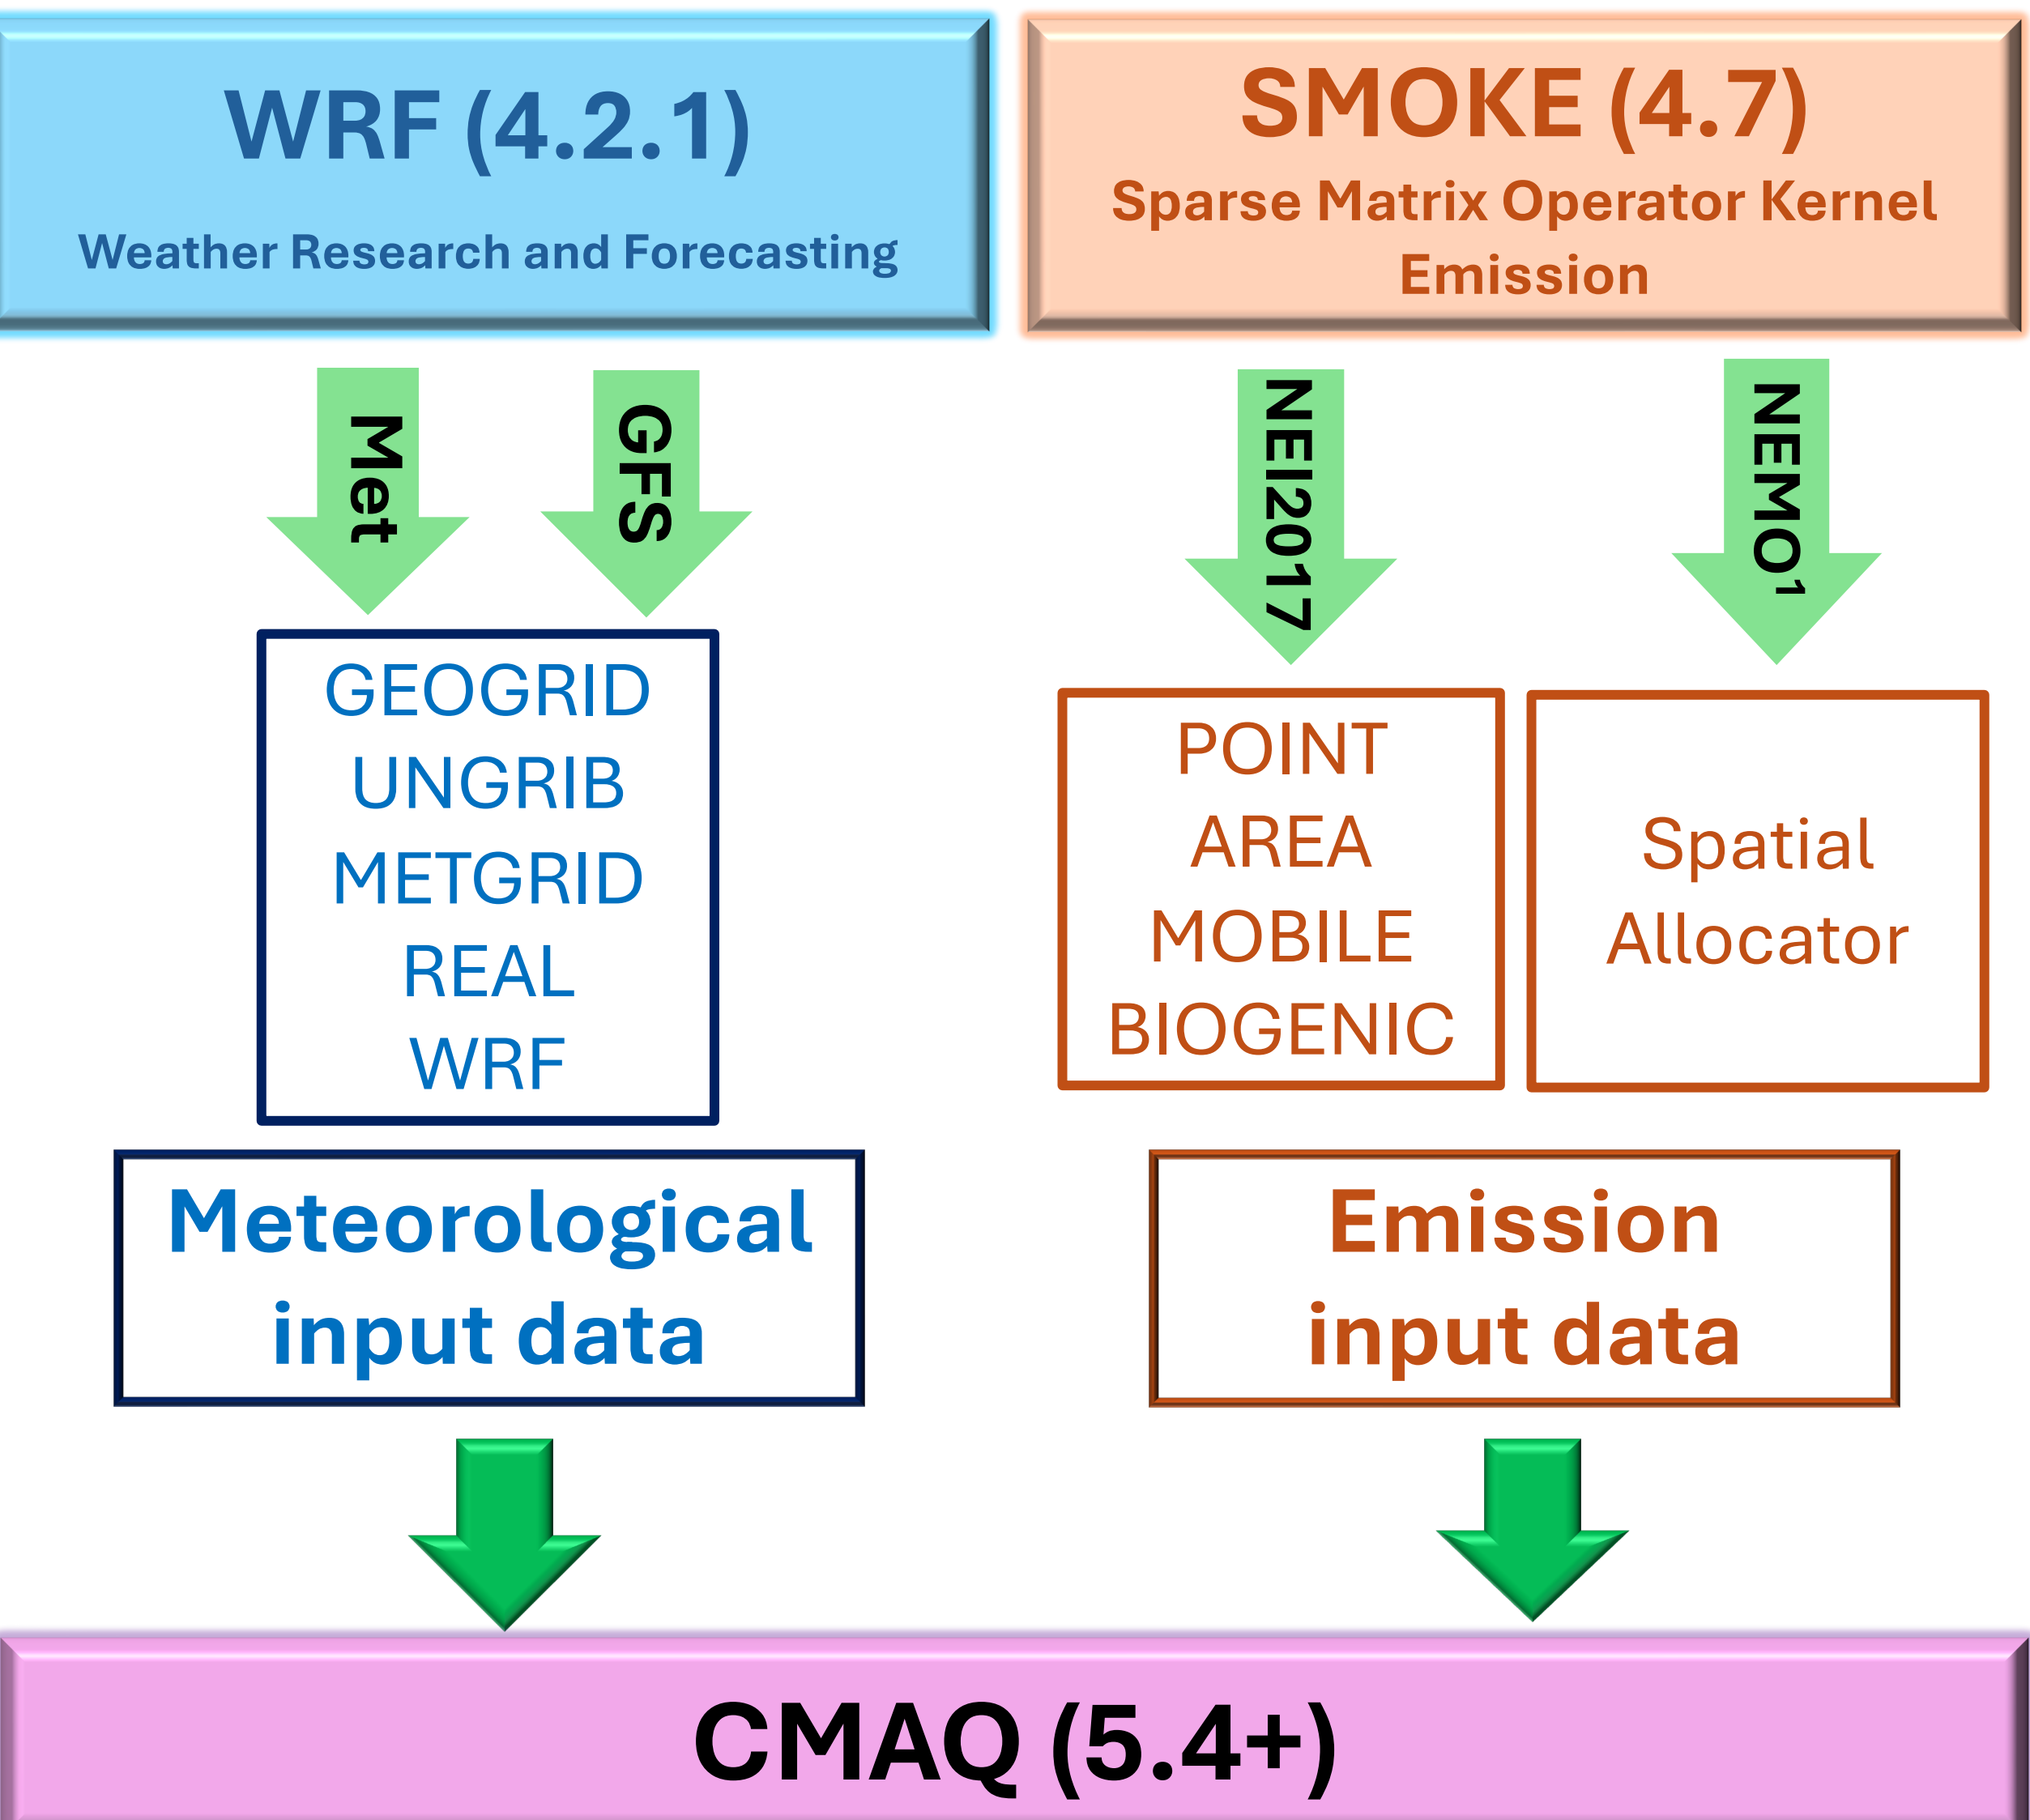 WRF (4.2.1)
Weather Research and Forecasting
SMOKE (4.7)
Sparse Matrix Operator Kernel
Emission
Met
GFS
NEI2017
NEMO¹
GEOGRID
UNGRIB
METGRID
REAL
WRF
POINT
AREA
MOBILE
BIOGENIC
Spatial
Allocator
Meteorological
input data
Emission
input data
CMAQ (5.4+)